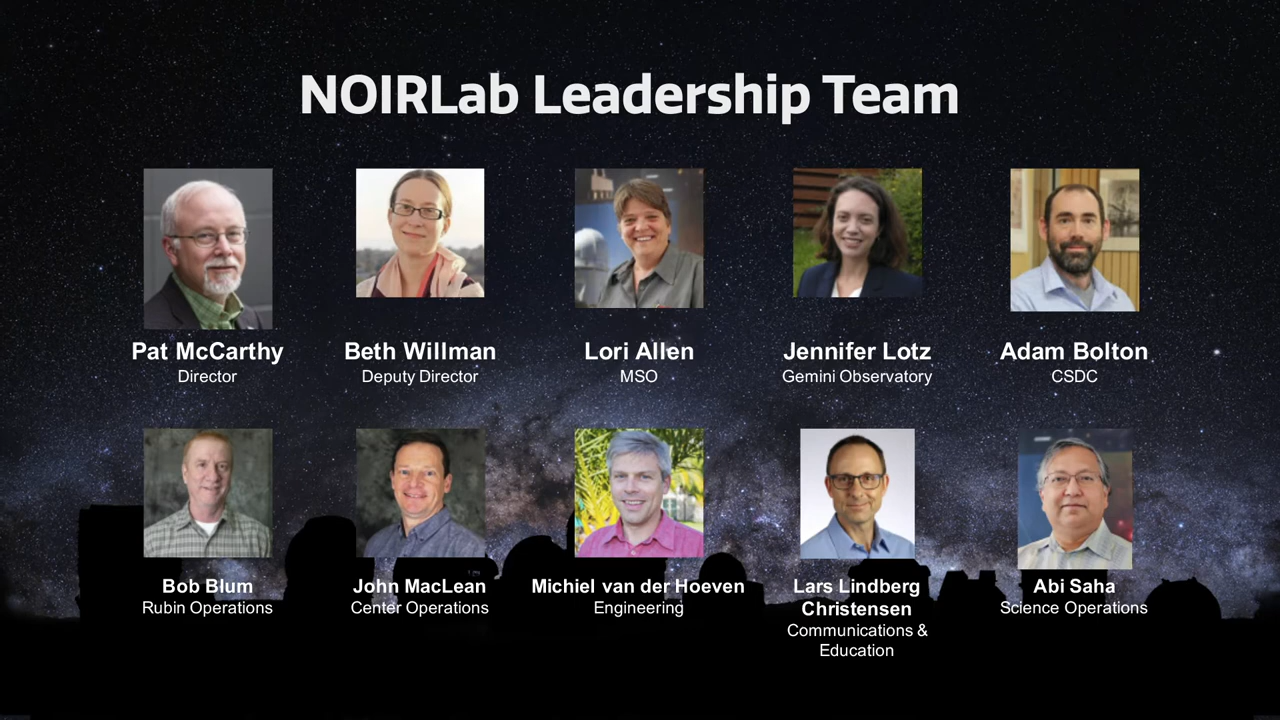 NOIRLab Leadership Team
Pat McCarthy
Director
Beth Willman
Deputy Director
Lori Allen
MSO
Jennifer Lotz
Gemini Observatory
Adam Bolton
CSDC
Bob Blum
Rubin Operations
John MacLean
Center Operations
Michiel van der Hoeven
Engineering
Lars Lindberg
Christensen
Communications &
Education
Abi Saha
Science Operations